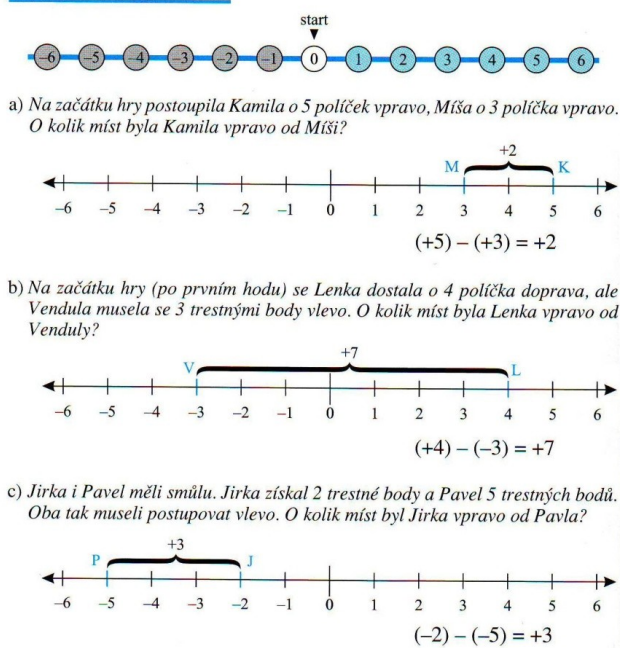 start
–6 –5 –4 –3 –2 –1 0 1 2 3 4 5 6
a) Na začátku hry postoupila Kamila o 5 políček vpravo, Míša o 3 políčka vpravo.
O kolik míst byla Kamila vpravo od Míši?
+2
M K
–6 –5 –4 –3 –2 –1 0 1 2 3 4 5 6
(+5) – (+3) = +2
b) Na začátku hry (po prvním hodu) se Lenka dostala o 4 políčka doprava, ale
Vendula musela se 3 trestnými body vlevo. O kolik míst byla Lenka vpravo od
Venduly?
+7
V L
–6 –5 –4 –3 –2 –1 0 1 2 3 4 5 6
(+4) – (–3) = +7
c) Jirka i Pavel měli smůlu. Jirka získal 2 trestné body a Pavel 5 trestných bodů.
Oba tak museli postupovat vlevo. O kolik míst byl Jirka vpravo od Pavla?
+3
P J
–6 –5 –4 –3 –2 –1 0 1 2 3 4 5 6
(–2) – (–5) = +3